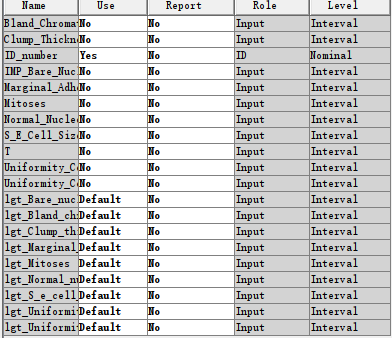 Name Use Report Role Level
Bland_Chroma No No Input Interval
Clump_Thickn No No Input Interval
ID_number Yes No ID Nominal
IMP_Bare_Nuc No No Input Interval
Marginal_Adh No No Input Interval
Mitoses No No Input Interval
Normal_Nucle No No Input Interval
S_E_Cell_Siz No No Input Interval
T No No Input Interval
Uniformity_C No No Input Interval
Uniformity_C No No Input Interval
lgt_Bare_nuc Default No Input Interval
lgt_Bland_ch Default No Input Interval
lgt_Clump_th Default No Input Interval
lgt_Marginal Default No Input Interval
lgt_Mitoses Default No Input Interval
lgt_Normal_n Default No Input Interval
lgt_S_e_cell Default No Input Interval
lgt_Uniformi Default No Input Interval
lgt_Uniformi Default No Input Interval